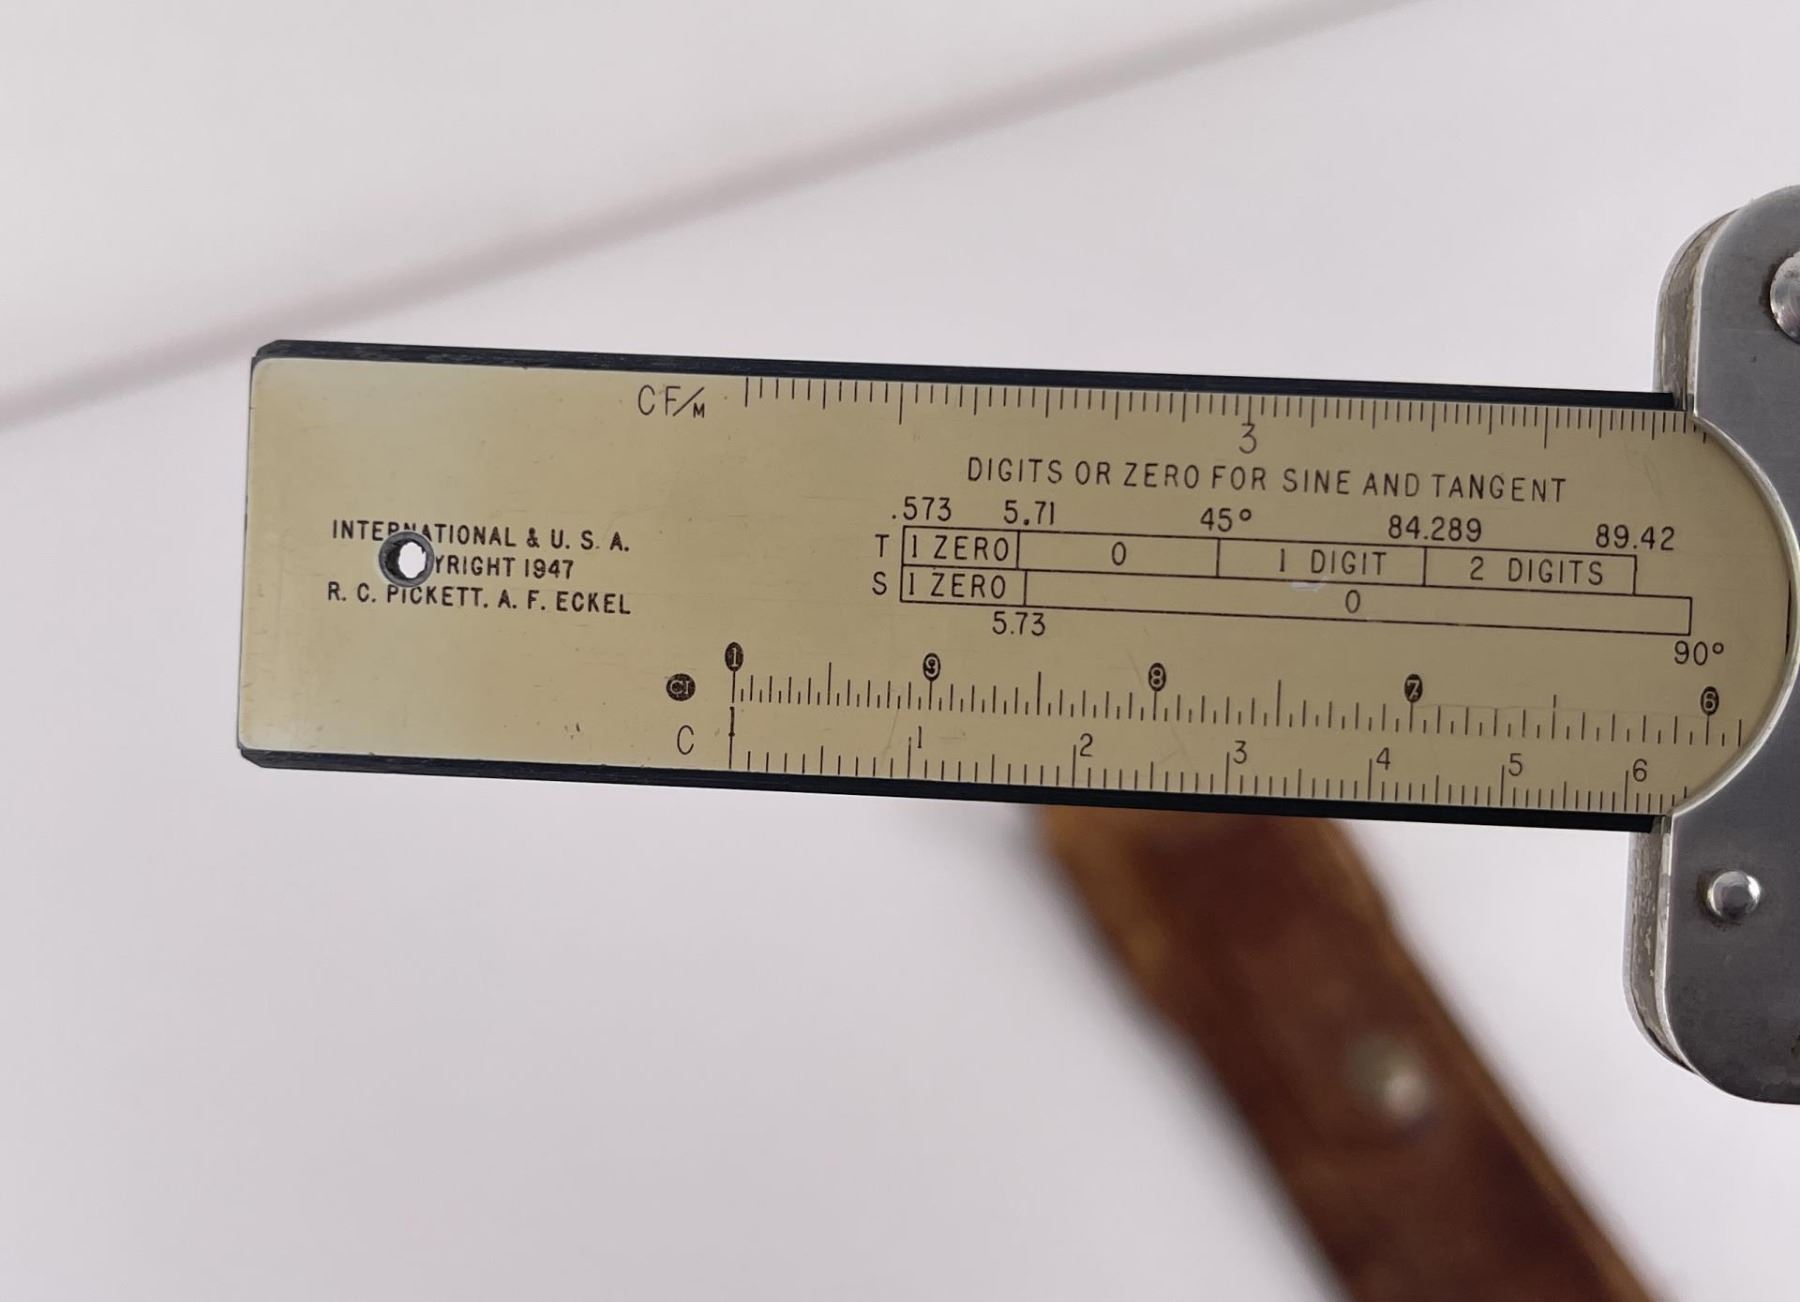 C F/M
3
DIGITS OR ZERO FOR SINE AND TANGENT
.573 5.71 45° 84.289 89.42
T 1 ZERO 0 1 DIGIT 2 DIGITS
S 1 ZERO 0
5.73 90°
INTERNATIONAL & U. S. A.
YRIGHT 1947
R. C. PICKETT. A. F. ECKEL
CI 1 9 8 7 6
C 1 1 2 3 4 5 6